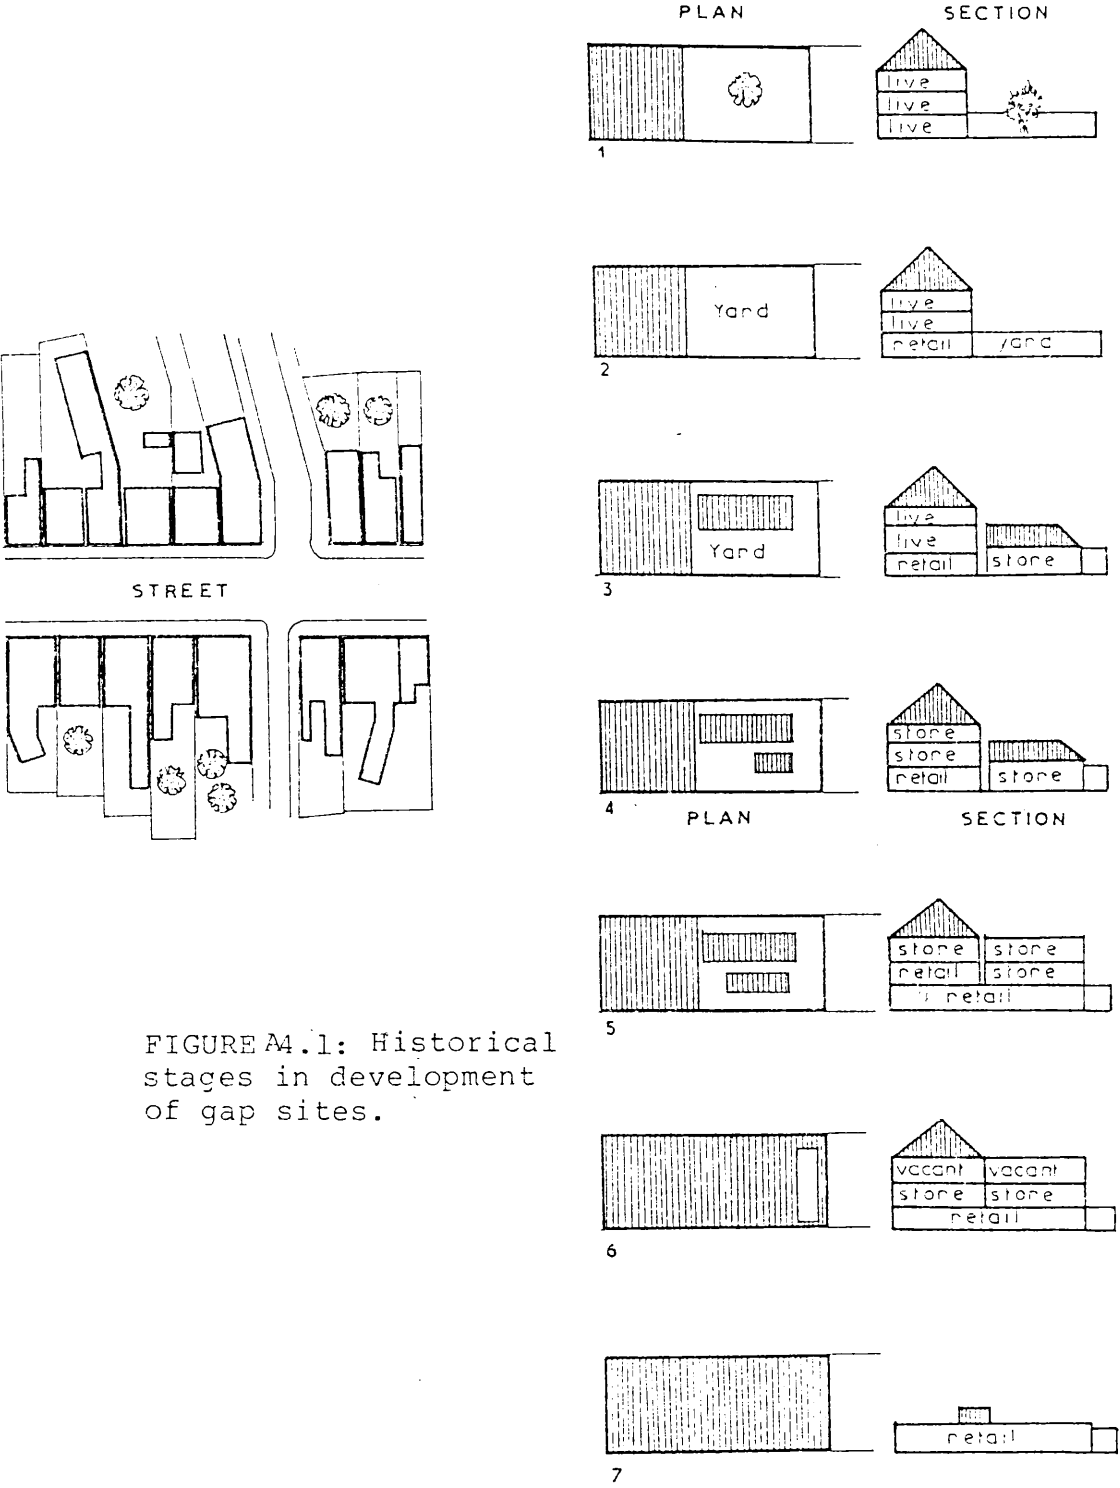 PLAN SECTION
live
live
live
1
Yard
live
live
retail yard
2
Yard
live
live
retail store
3
store
store
retail store
4
PLAN SECTION
store store
retail store
retail
5
vacant vacant
store store
retail
6
retail
7
STREET
FIGURE A4.1: Historical
stages in development
of gap sites.